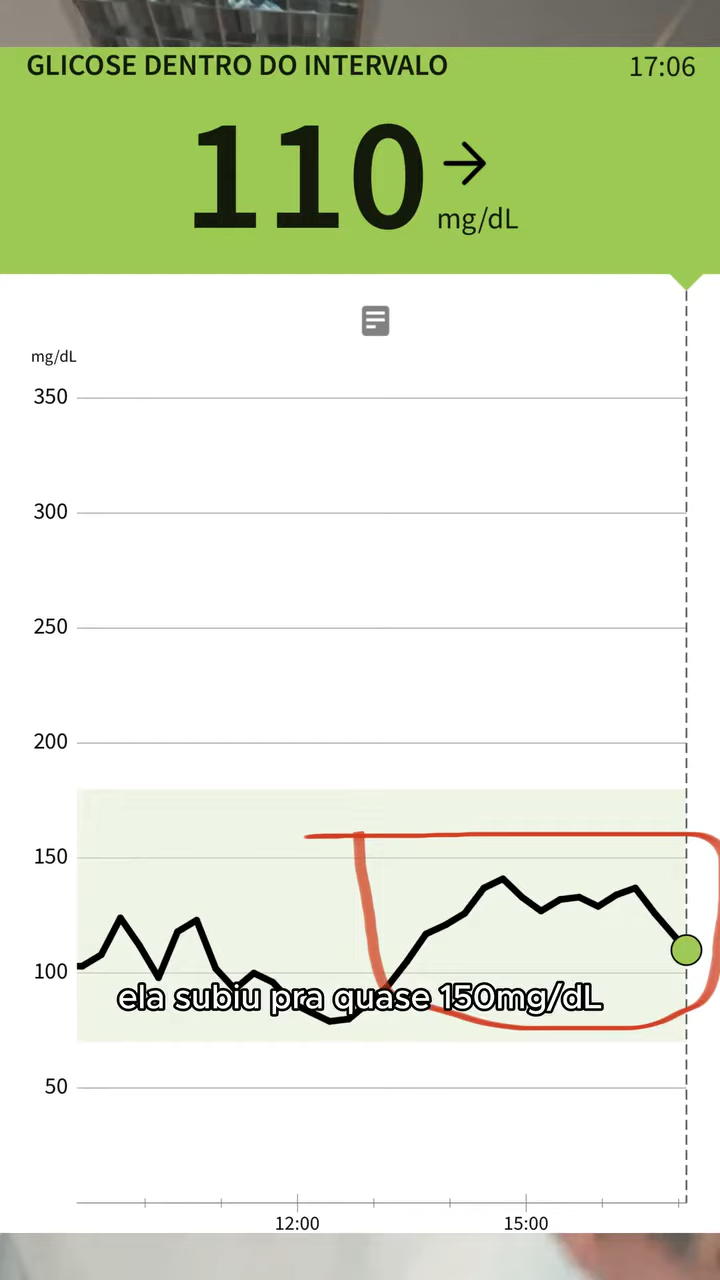 GLICOSE DENTRO DO INTERVALO
17:06
110
mg/dL
mg/dL
350
300
250
200
150
100
ela subiu pra quase 150mg/dL
50
12:00
15:00